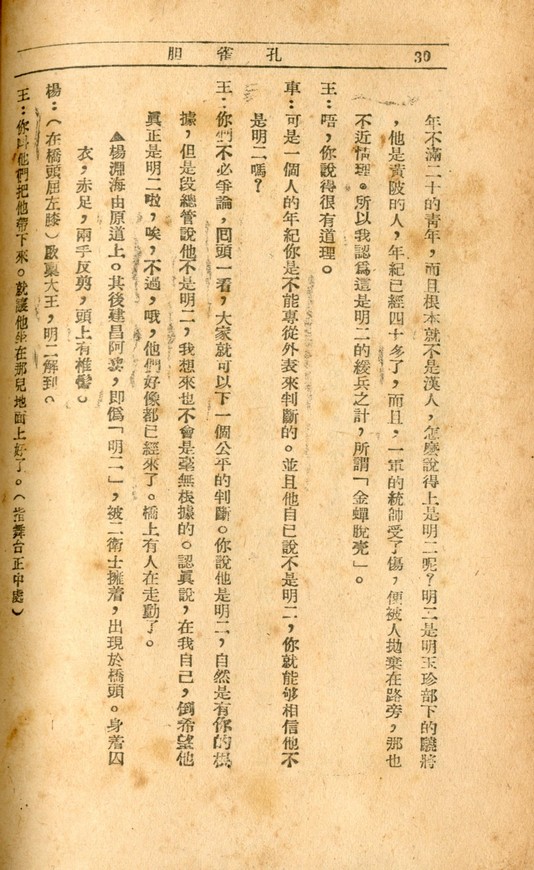 孔雀胆
30
年不滿二十的靑年，而且根本就不是漢人，怎麽說得上是明二呢？明二是明玉珍部下的驍將
，他是黃陂的人，年紀已經四十多了，而且，一軍的統帥受了傷，便被人拋棄在路旁，那也
不近情理。所以我認爲這是明二的緩兵之計，所謂「金蟬脫壳」。
王：唔，你說得很有道理。
車：可是一個人的年紀你是不能專從外表來判斷的。並且他自已說不是明二，你就能够相信他不
是明二嗎？
王：你們不必爭論，囘頭一看，大家就可以下一個公平的判斷。你說他是明二，自然是有你的根
據，但是段總管說他不是明二，我想來也不會是毫無根據的。認眞說，在我自己，倒希望他
眞正是明二啦，唉，不過，哦，他們好像都已經來了。橋上有人在走動了。
▲楊淵海由原道上。其後建昌阿黎，卽僞「明二」，被二衛士擁着，出現於橋頭。身着囚
衣，赤足，兩手反剪，頭上有椎髻。
楊：（在橋頭屈左膝）啟稟大王，明二解到。
王：你叫他們把他帶下來。就讓他坐在那兒地面上好了。（指舞台正中處）